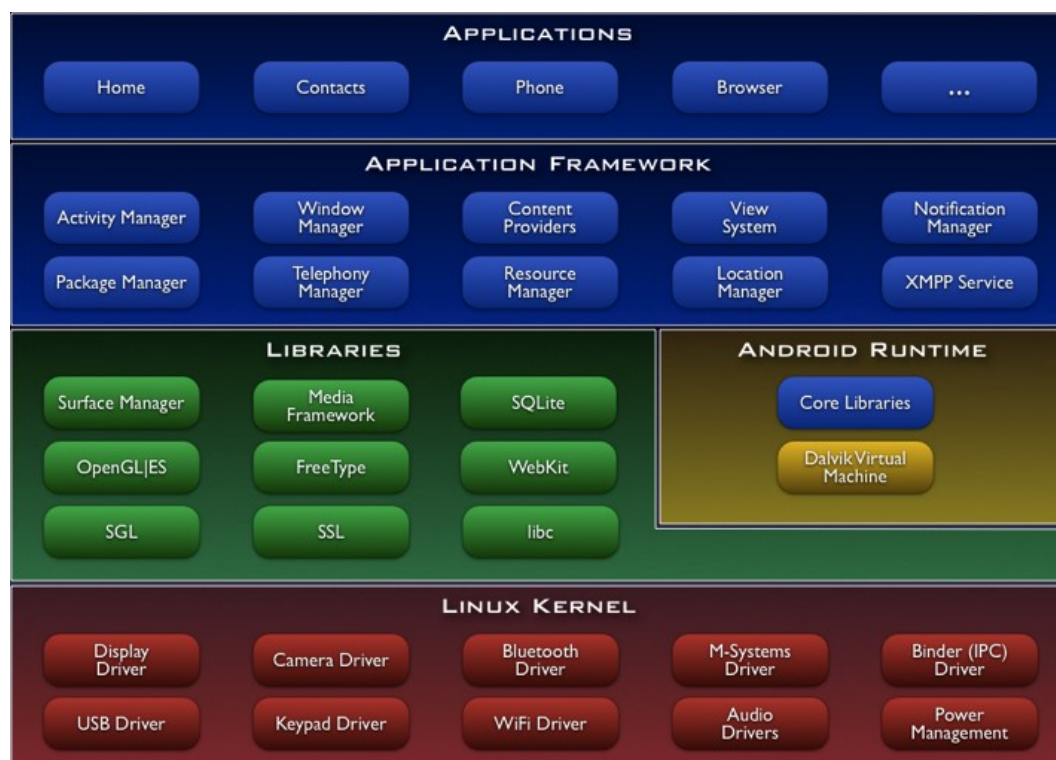 APPLICATIONS
Home
Contacts
Phone
Browser
...
APPLICATION FRAMEWORK
Activity Manager
Window
Manager
Content
Providers
View
System
Notification
Manager
Package Manager
Telephony
Manager
Resource
Manager
Location
Manager
XMPP Service
LIBRARIES
Surface Manager
Media
Framework
SQLite
OpenGL|ES
FreeType
WebKit
SGL
SSL
libc
ANDROID RUNTIME
Core Libraries
Dalvik Virtual
Machine
LINUX KERNEL
Display
Driver
Camera Driver
Bluetooth
Driver
M-Systems
Driver
Binder (IPC)
Driver
USB Driver
Keypad Driver
WiFi Driver
Audio
Drivers
Power
Management